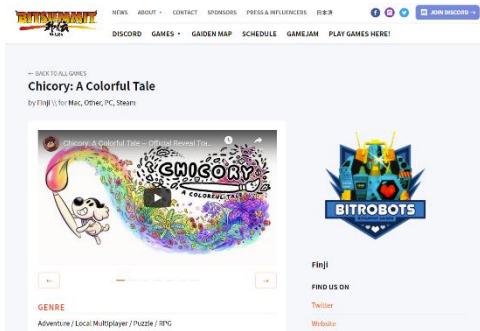 BITSUMMIT
NEWS ABOUT CONTACT SPONSORS PRESS & INFLUENCERS 日本語
JOIN DISCORD →
DISCORD GAMES GAIDEN MAP SCHEDULE GAMEJAM PLAY GAMES HERE!
← BACK TO ALL GAMES
Chicory: A Colorful Tale
by Finji \\ for Mac, Other, PC, Steam
Chicory: A Colorful Tale – Official Reveal Tra...
CHICORY
A COLORFUL TALE
BITROBOTS
Finji
FIND US ON
Twitter
Website
GENRE
Adventure / Local Multiplayer / Puzzle / RPG